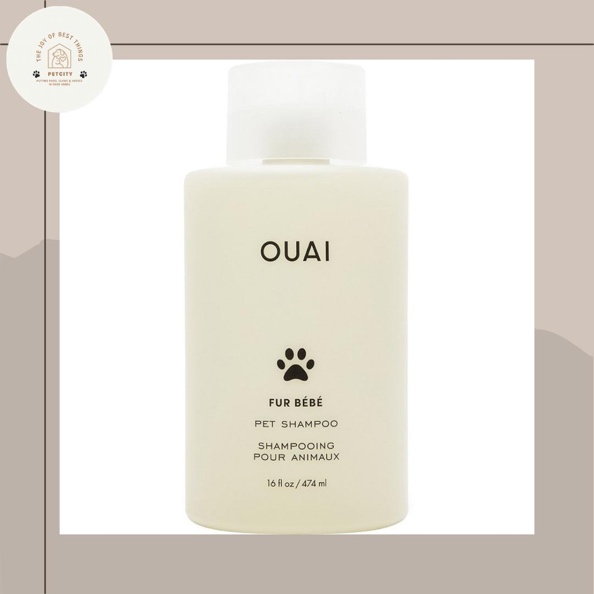 THE JOY OF BEST THINGS
PETCITY
OUAI
FUR BÉBÉ
PET SHAMPOO
SHAMPOOING
POUR ANIMAUX
16 fl oz / 474 ml